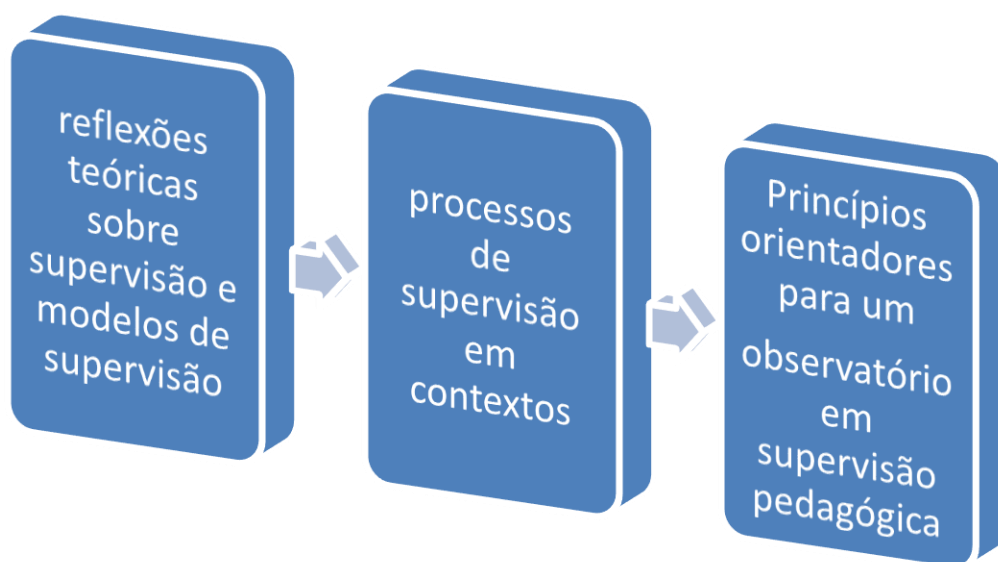 reflexões
teóricas
sobre
supervisão e
modelos de
supervisão
processos
de
supervisão
em
contextos
Princípios
orientadores
para um
observatório
em
supervisão
pedagógica